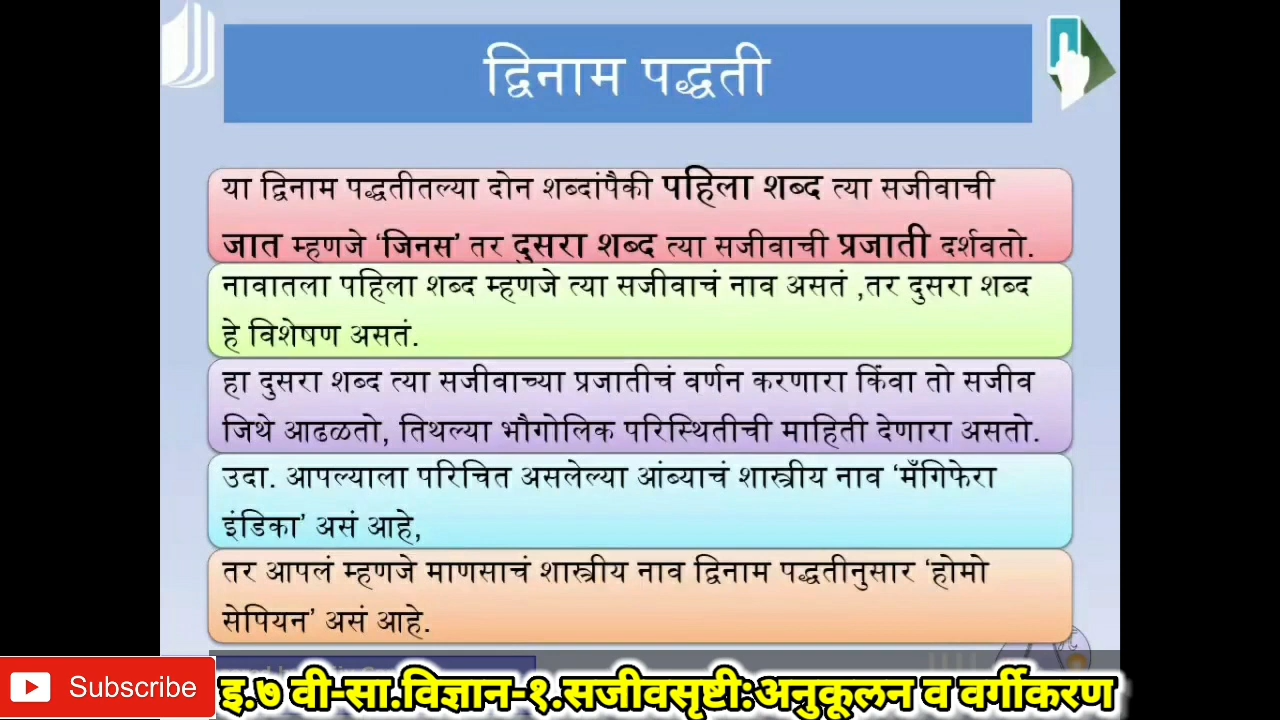 द्विनाम पद्धती
या द्विनाम पद्धतीतल्या दोन शब्दांपैकी पहिला शब्द त्या सजीवाची
जात म्हणजे ‘जिनस’ तर दुसरा शब्द त्या सजीवाची प्रजाती दर्शवतो.
नावातला पहिला शब्द म्हणजे त्या सजीवाचं नाव असतं ,तर दुसरा शब्द
हे विशेषण असतं.
हा दुसरा शब्द त्या सजीवाच्या प्रजातीचं वर्णन करणारा किंवा तो सजीव
जिथे आढळतो, तिथल्या भौगोलिक परिस्थितीची माहिती देणारा असतो.
उदा. आपल्याला परिचित असलेल्या आंब्याचं शास्त्रीय नाव ‘मँगिफेरा
इंडिका’ असं आहे,
तर आपलं म्हणजे माणसाचं शास्त्रीय नाव द्विनाम पद्धतीनुसार ‘होमो
सेपियन’ असं आहे.
Subscribe
इ.७ वी-सा.विज्ञान-१.सजीवसृष्टी:अनुकूलन व वर्गीकरण